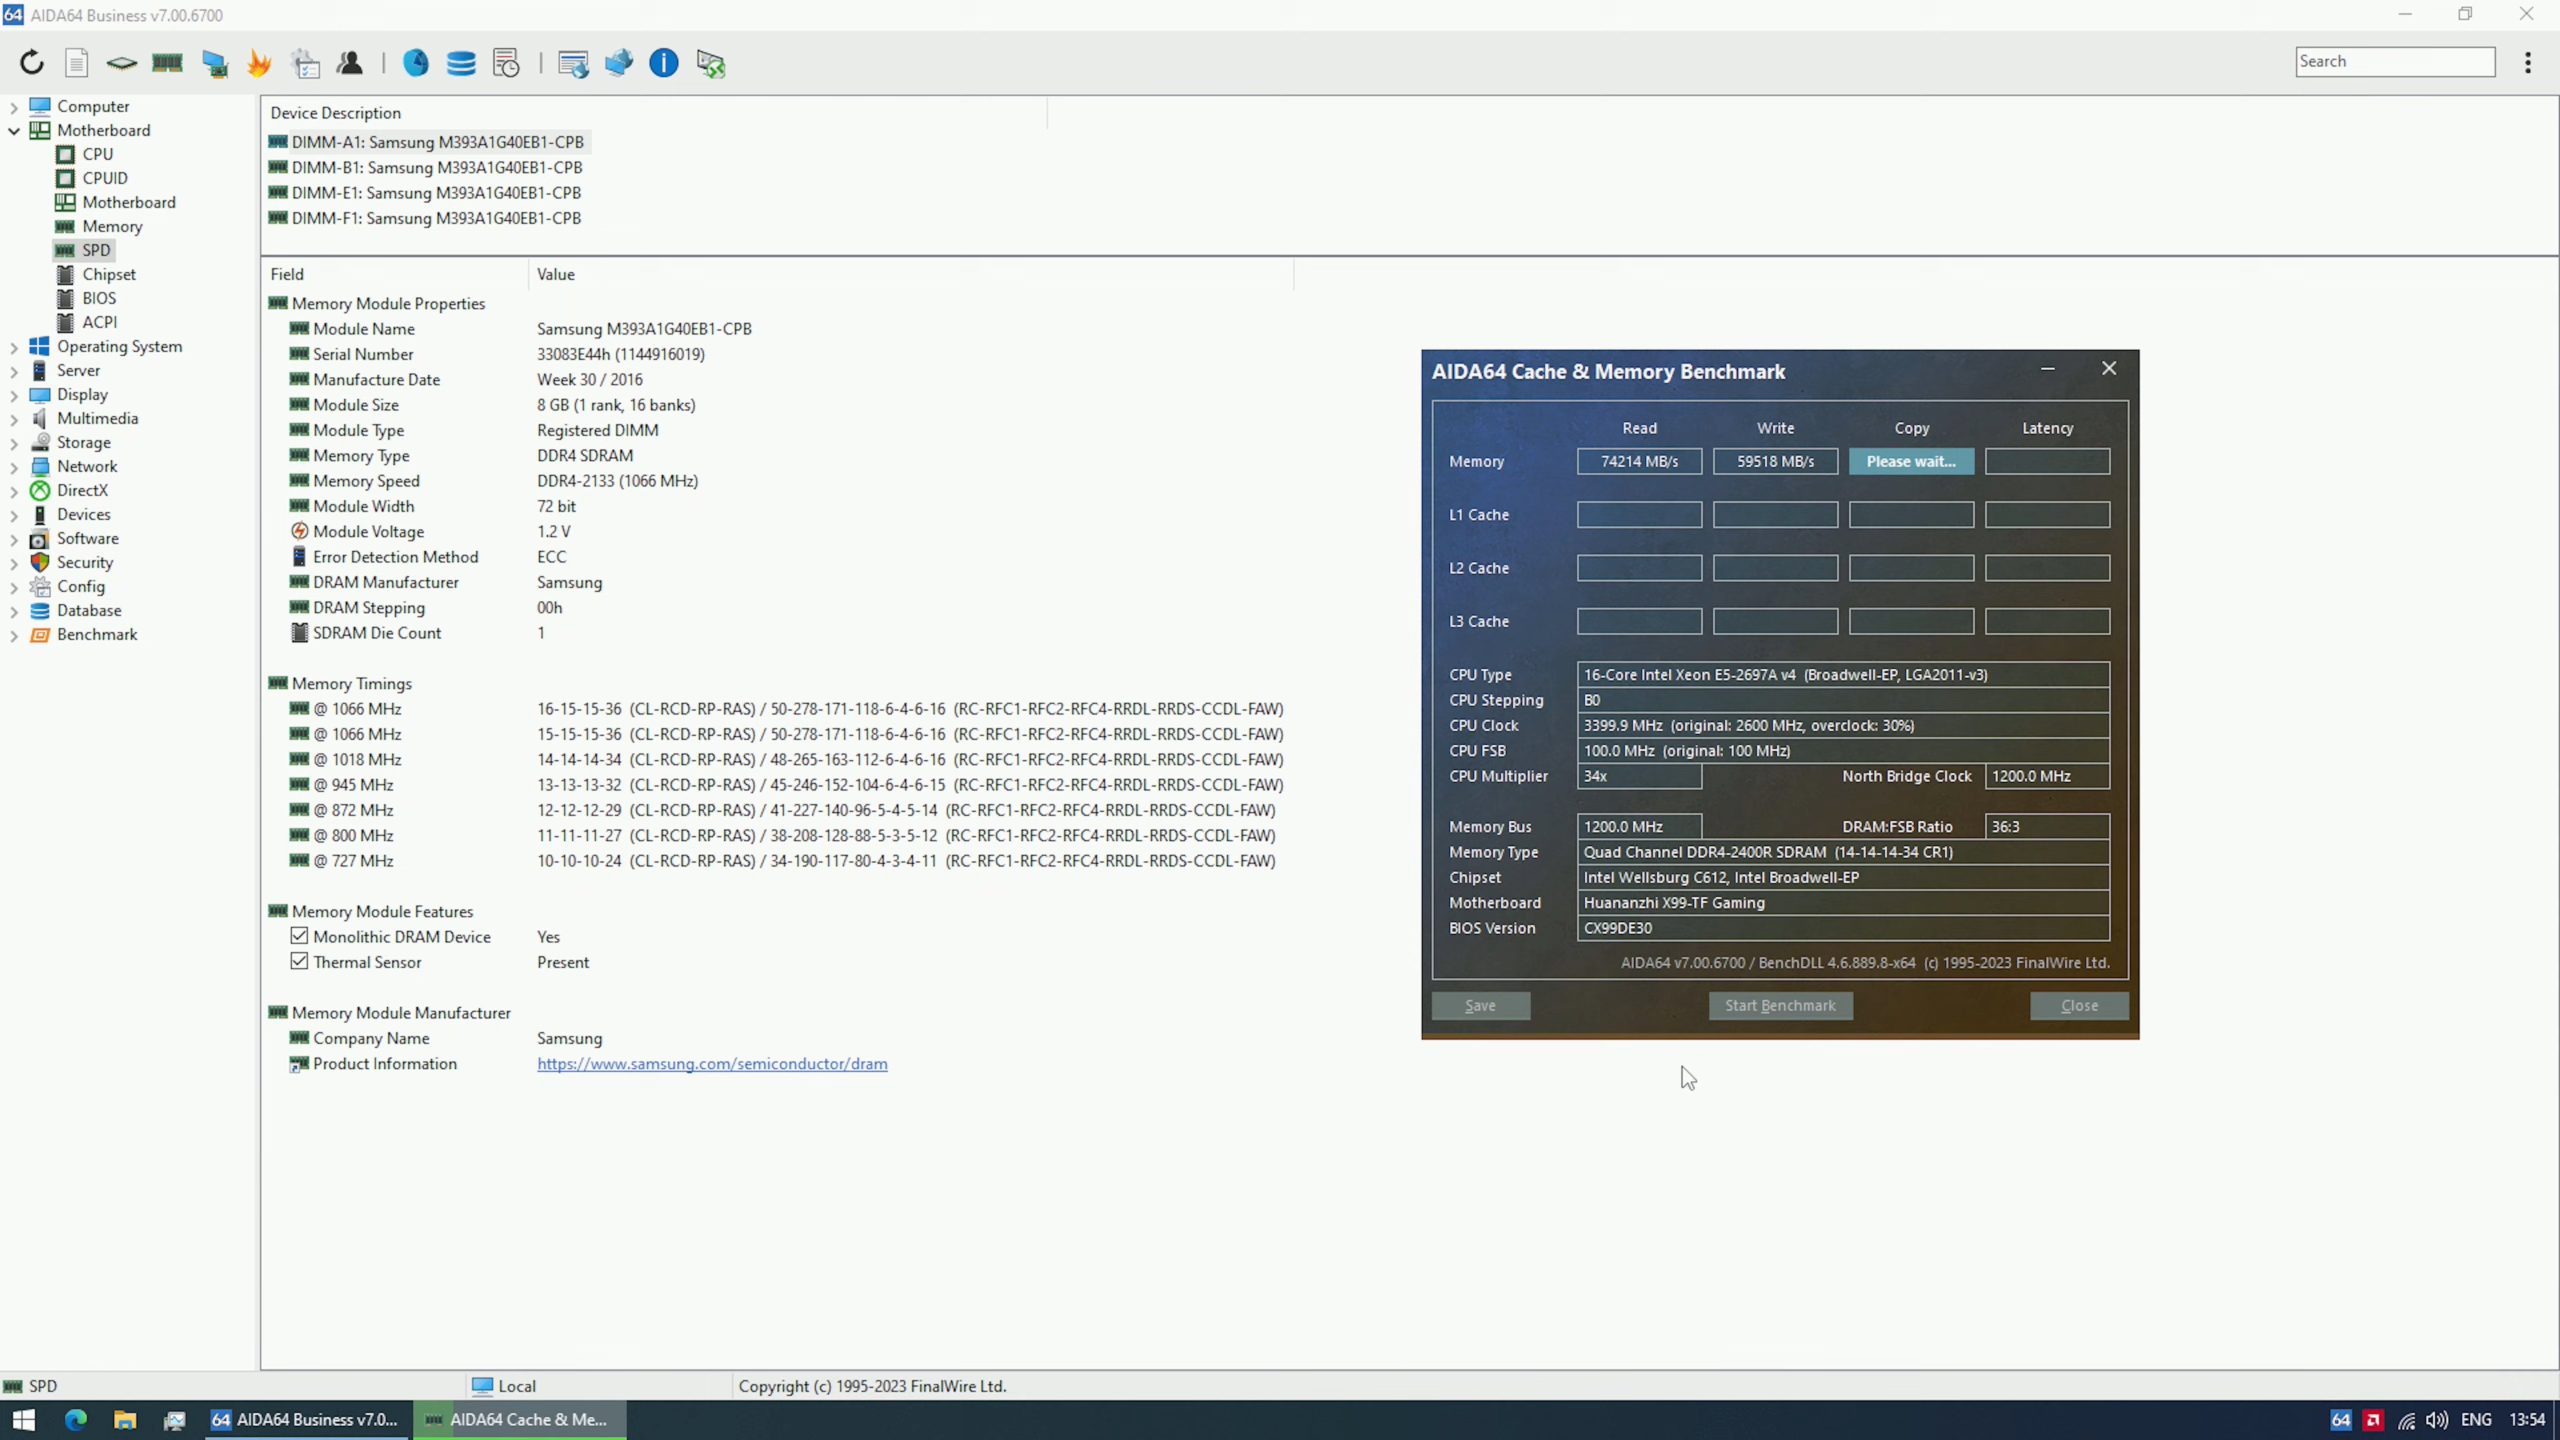 AIDA64 Business v7.00.6700
Search
Computer
Motherboard
CPU
CPUID
Motherboard
Memory
SPD
Chipset
BIOS
ACPI
Operating System
Server
Display
Multimedia
Storage
Network
DirectX
Devices
Software
Security
Config
Database
Benchmark
Device Description
DIMM-A1: Samsung M393A1G40EB1-CPB
DIMM-B1: Samsung M393A1G40EB1-CPB
DIMM-E1: Samsung M393A1G40EB1-CPB
DIMM-F1: Samsung M393A1G40EB1-CPB
Field Value
Memory Module Properties
Module Name Samsung M393A1G40EB1-CPB
Serial Number 33083E44h (1144916019)
Manufacture Date Week 30 / 2016
Module Size 8 GB (1 rank, 16 banks)
Module Type Registered DIMM
Memory Type DDR4 SDRAM
Memory Speed DDR4-2133 (1066 MHz)
Module Width 72 bit
Module Voltage 1.2 V
Error Detection Method ECC
DRAM Manufacturer Samsung
DRAM Stepping 00h
SDRAM Die Count 1
Memory Timings
@ 1066 MHz 16-15-15-36 (CL-RCD-RP-RAS) / 50-278-171-118-6-4-6-16 (RC-RFC1-RFC2-RFC4-RRDL-RRDS-CCDL-FAW)
@ 1066 MHz 15-15-15-36 (CL-RCD-RP-RAS) / 50-278-171-118-6-4-6-16 (RC-RFC1-RFC2-RFC4-RRDL-RRDS-CCDL-FAW)
@ 1018 MHz 14-14-14-34 (CL-RCD-RP-RAS) / 48-265-163-112-6-4-6-16 (RC-RFC1-RFC2-RFC4-RRDL-RRDS-CCDL-FAW)
@ 945 MHz 13-13-13-32 (CL-RCD-RP-RAS) / 45-246-152-104-6-4-6-15 (RC-RFC1-RFC2-RFC4-RRDL-RRDS-CCDL-FAW)
@ 872 MHz 12-12-12-29 (CL-RCD-RP-RAS) / 41-227-140-96-5-4-5-14 (RC-RFC1-RFC2-RFC4-RRDL-RRDS-CCDL-FAW)
@ 800 MHz 11-11-11-27 (CL-RCD-RP-RAS) / 38-208-128-88-5-3-5-12 (RC-RFC1-RFC2-RFC4-RRDL-RRDS-CCDL-FAW)
@ 727 MHz 10-10-10-24 (CL-RCD-RP-RAS) / 34-190-117-80-4-3-4-11 (RC-RFC1-RFC2-RFC4-RRDL-RRDS-CCDL-FAW)
Memory Module Features
Monolithic DRAM Device Yes
Thermal Sensor Present
Memory Module Manufacturer
Company Name Samsung
Product Information https://www.samsung.com/semiconductor/dram
AIDA64 Cache & Memory Benchmark
Read Write Copy Latency
Memory 74214 MB/s 59518 MB/s Please wait...
L1 Cache
L2 Cache
L3 Cache
CPU Type 16-Core Intel Xeon E5-2697A v4 (Broadwell-EP, LGA2011-v3)
CPU Stepping B0
CPU Clock 3399.9 MHz (original: 2600 MHz, overclock: 30%)
CPU FSB 100.0 MHz (original: 100 MHz)
CPU Multiplier 34x North Bridge Clock 1200.0 MHz
Memory Bus 1200.0 MHz DRAM:FSB Ratio 36:3
Memory Type Quad Channel DDR4-2400R SDRAM (14-14-14-34 CR1)
Chipset Intel Wellsburg C612, Intel Broadwell-EP
Motherboard Huananzhi X99-TF Gaming
BIOS Version CX99DE30
AIDA64 v7.00.6700 / BenchDLL 4.6.889.8-x64 (c) 1995-2023 FinalWire Ltd.
Save Start Benchmark Close
SPD Local Copyright (c) 1995-2023 FinalWire Ltd.
64 AIDA64 Business v7.0... AIDA64 Cache & Me... 64 ENG 13:54